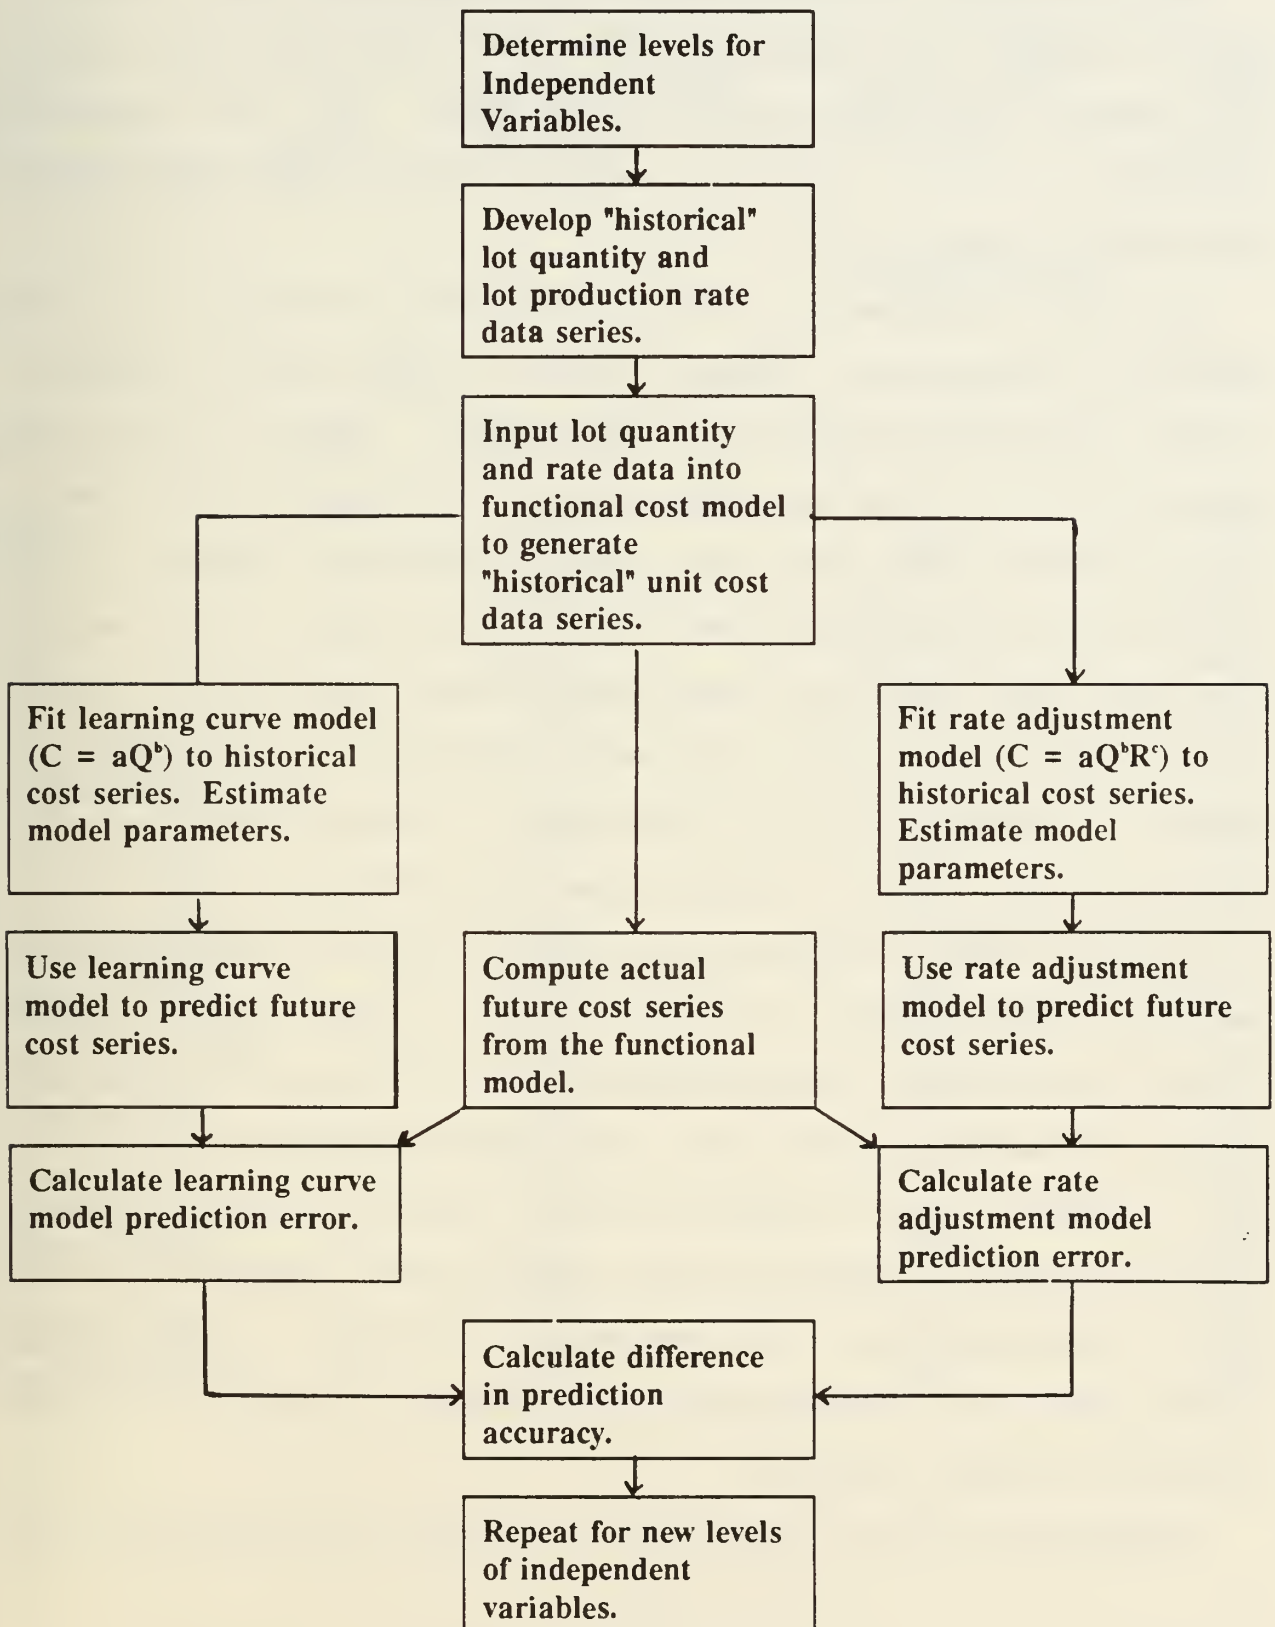 Determine levels for
Independent
Variables.
Develop "historical"
lot quantity and
lot production rate
data series.
Input lot quantity
and rate data into
functional cost model
to generate
"historical" unit cost
data series.
Fit learning curve model
(C = aQᵇ) to historical
cost series. Estimate
model parameters.
Fit rate adjustment
model (C = aQᵇRᶜ) to
historical cost series.
Estimate model
parameters.
Use learning curve
model to predict future
cost series.
Compute actual
future cost series
from the functional
model.
Use rate adjustment
model to predict future
cost series.
Calculate learning curve
model prediction error.
Calculate rate
adjustment model
prediction error.
Calculate difference
in prediction
accuracy.
Repeat for new levels
of independent
variables.